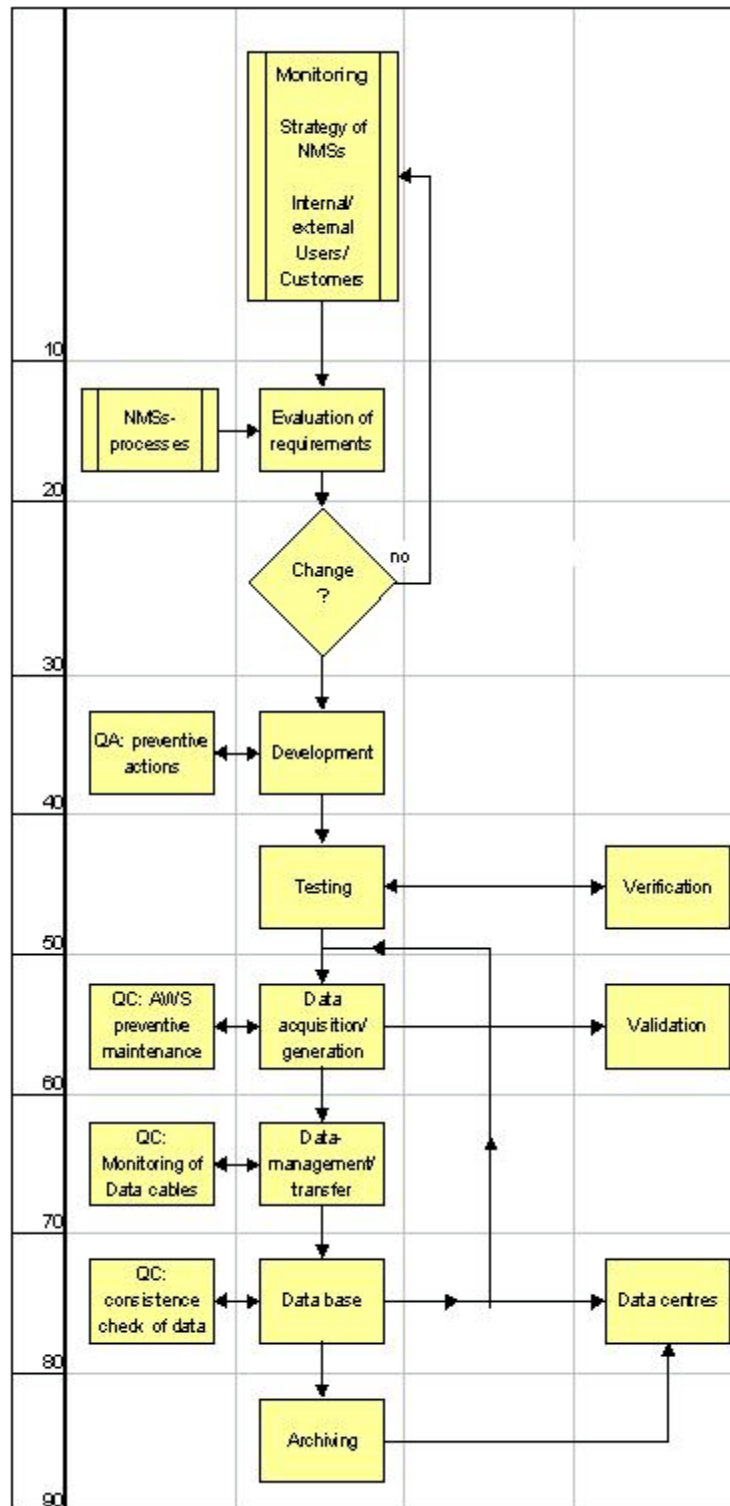 Monitoring
Strategy of
NMSs
Internal/
external
Users/
Customers
10
NMSs-
processes
Evaluation of
requirements
20
Change
?
no
30
QA: preventive
actions
Development
40
Testing
Verification
50
QC: AWS
preventive
maintenance
Data
acquisition/
generation
Validation
60
QC:
Monitoring of
Data cables
Data-
management/
transfer
70
QC:
consistence
check of data
Data base
Data centres
80
Archiving
90